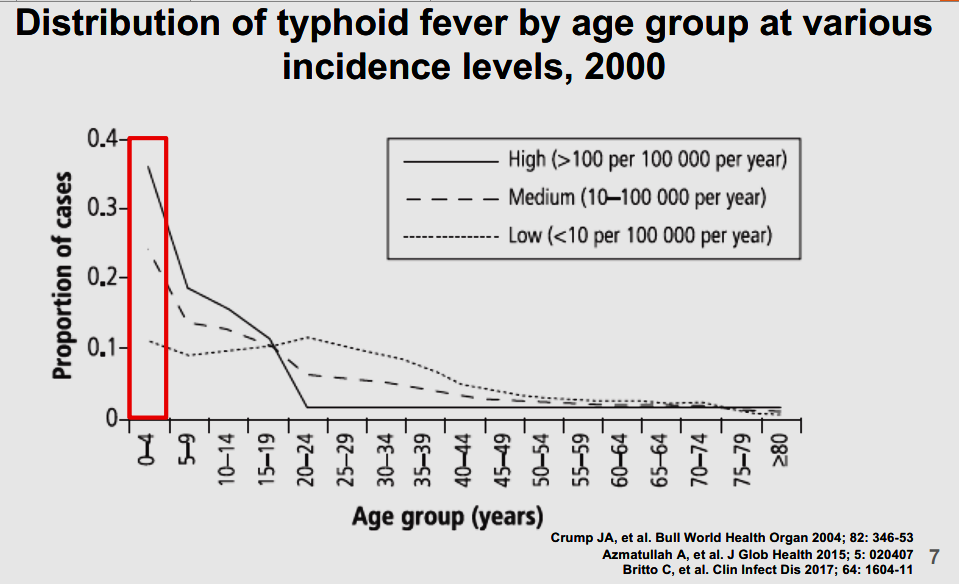 Distribution of typhoid fever by age group at various
incidence levels, 2000
Proportion of cases
0.4
0.3
0.2
0.1
0
High (>100 per 100 000 per year)
Medium (10–100 000 per year)
Low (<10 per 100 000 per year)
0–4
5–9
10–14
15–19
20–24
25–29
30–34
35–39
40–44
45–49
50–54
55–59
60–64
65–64
70–74
75–79
≥80
Age group (years)
Crump JA, et al. Bull World Health Organ 2004; 82: 346-53
Azmatullah A, et al. J Glob Health 2015; 5: 020407
Britto C, et al. Clin Infect Dis 2017; 64: 1604-11
7